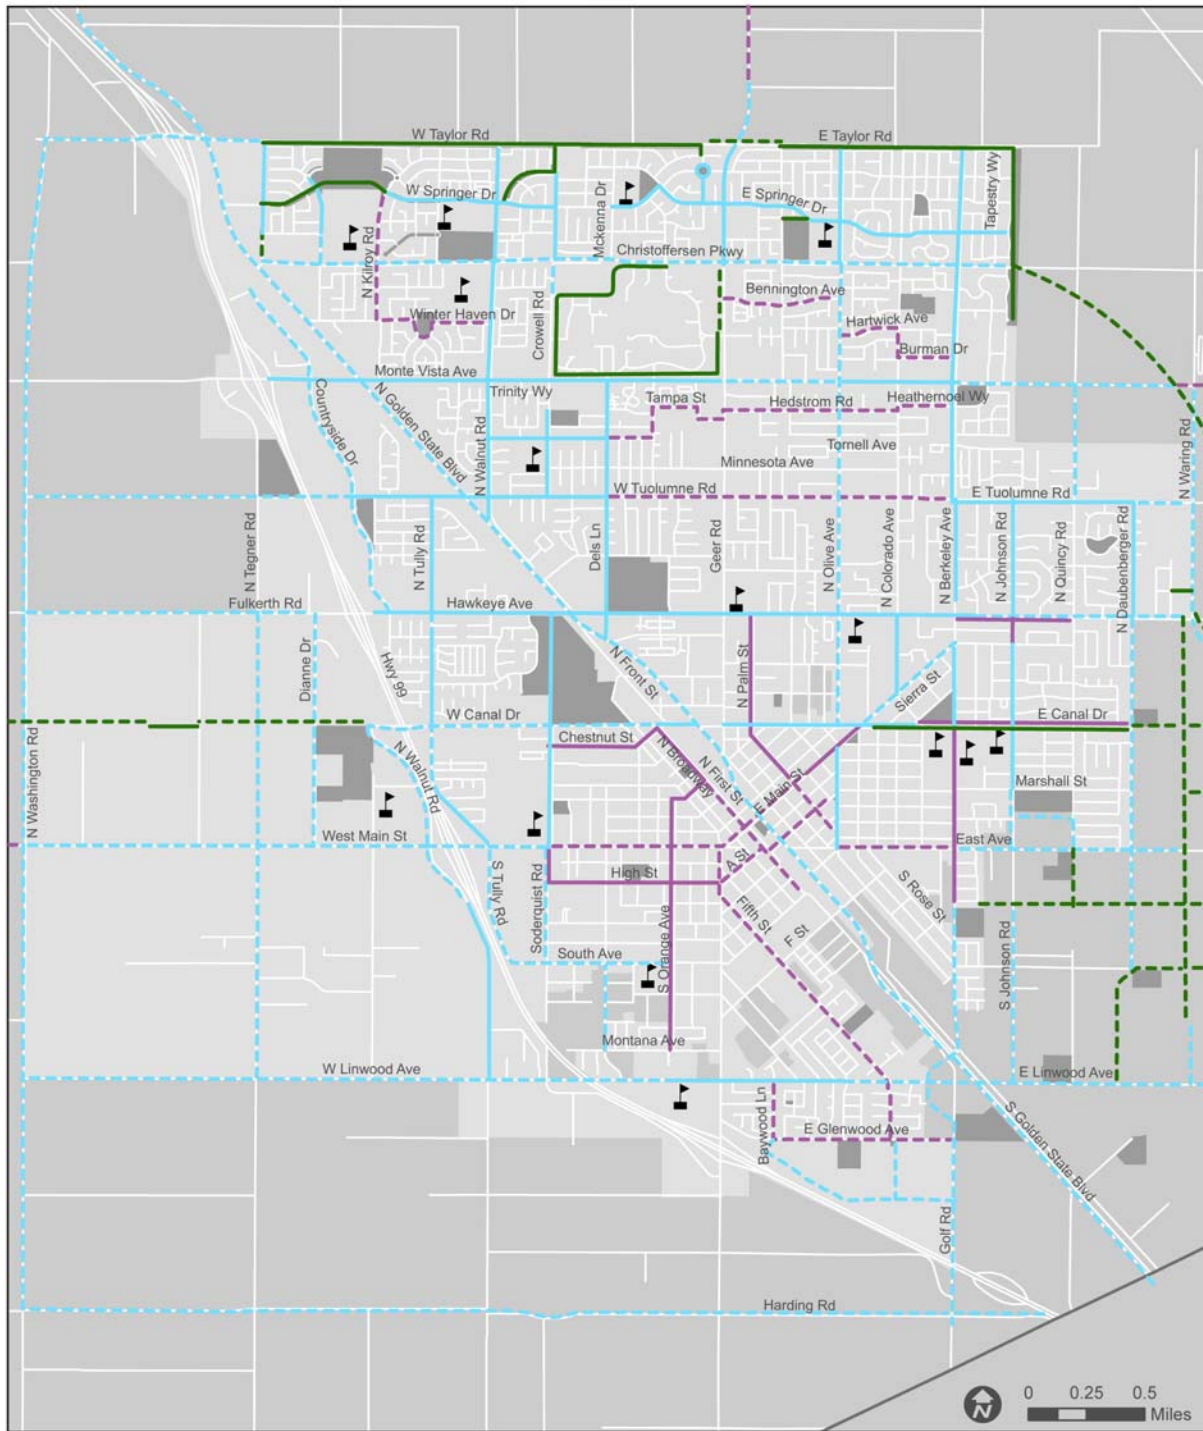 W Taylor Rd
E Taylor Rd
W Springer Dr
Mckenna Dr
E Springer Dr
Tapestry Wy
N Kilroy Rd
Christoffersen Pkwy
Bennington Ave
Winter Haven Dr
Crowell Rd
Hartwick Ave
Burman Dr
Monte Vista Ave
Countryside Dr
N Golden State Blvd
Trinity Wy
Tampa St
Hedstrom Rd
Heathernoel Wy
N Walnut Rd
Tornell Ave
Minnesota Ave
N Waring Rd
W Tuolumne Rd
E Tuolumne Rd
N Tegner Rd
N Tully Rd
Dels Ln
Geer Rd
N Olive Ave
N Colorado Ave
N Berkeley Ave
N Johnson Rd
N Quincy Rd
N Daubenberger Rd
Fulkerth Rd
Hawkeye Ave
Dianne Dr
Hwy 99
N Front St
N Palm St
Sierra St
W Canal Dr
E Canal Dr
N Washington Rd
N Walnut Rd
Chestnut St
N Broadway
N First St
E Main St
Marshall St
West Main St
East Ave
S Tully Rd
Soderquist Rd
High St
A St
S Rose St
S Orange Ave
Fifth St
F St
South Ave
S Johnson Rd
Montana Ave
W Linwood Ave
E Linwood Ave
Baywood Ln
E Glenwood Ave
S Golden State Blvd
Golf Rd
Harding Rd
N
0 0.25 0.5
Miles